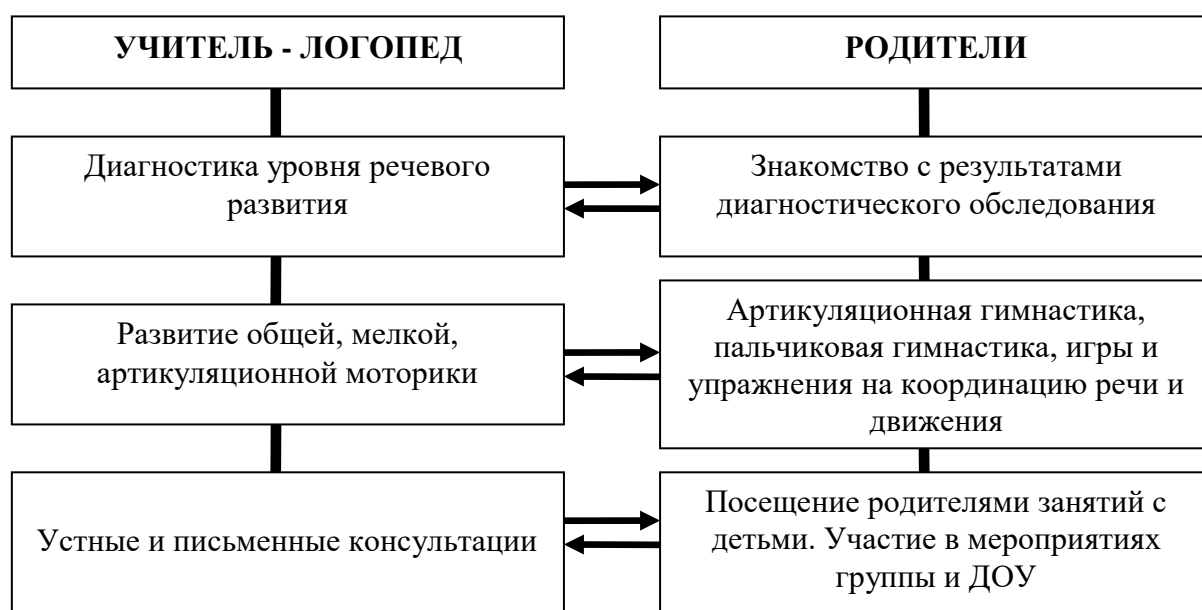 УЧИТЕЛЬ - ЛОГОПЕД
РОДИТЕЛИ
Диагностика уровня речевого
развития
Знакомство с результатами
диагностического обследования
Развитие общей, мелкой,
артикуляционной моторики
Артикуляционная гимнастика,
пальчиковая гимнастика, игры и
упражнения на координацию речи и
движения
Устные и письменные консультации
Посещение родителями занятий с
детьми. Участие в мероприятиях
группы и ДОУ